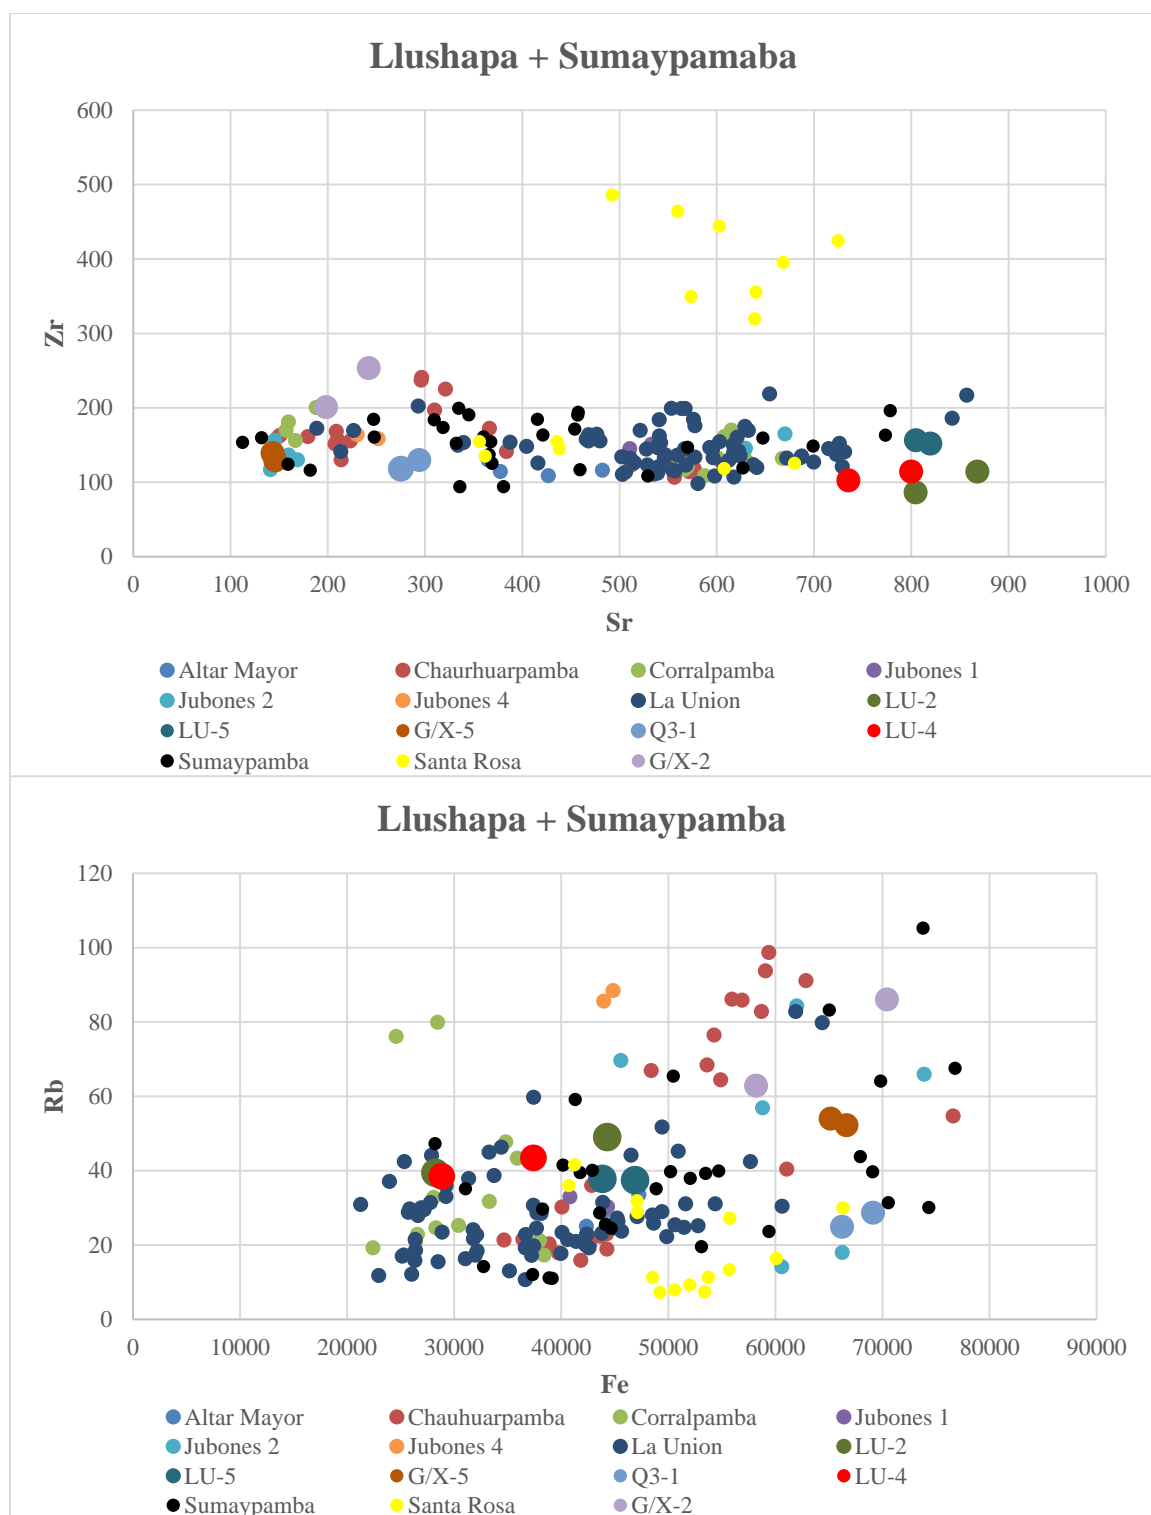 Llushapa + Sumaypamaba
600
500
400
300
200
100
0
Zr
0 100 200 300 400 500 600 700 800 900 1000
Sr
Altar Mayor Chaurhuarpamba Corralpamba Jubones 1
Jubones 2 Jubones 4 La Union LU-2
LU-5 G/X-5 Q3-1 LU-4
Sumaypamba Santa Rosa G/X-2
Llushapa + Sumaypamba
120
100
80
60
40
20
0
Rb
0 10000 20000 30000 40000 50000 60000 70000 80000 90000
Fe
Altar Mayor Chauhuarpamba Corralpamba Jubones 1
Jubones 2 Jubones 4 La Union LU-2
LU-5 G/X-5 Q3-1 LU-4
Sumaypamba Santa Rosa G/X-2